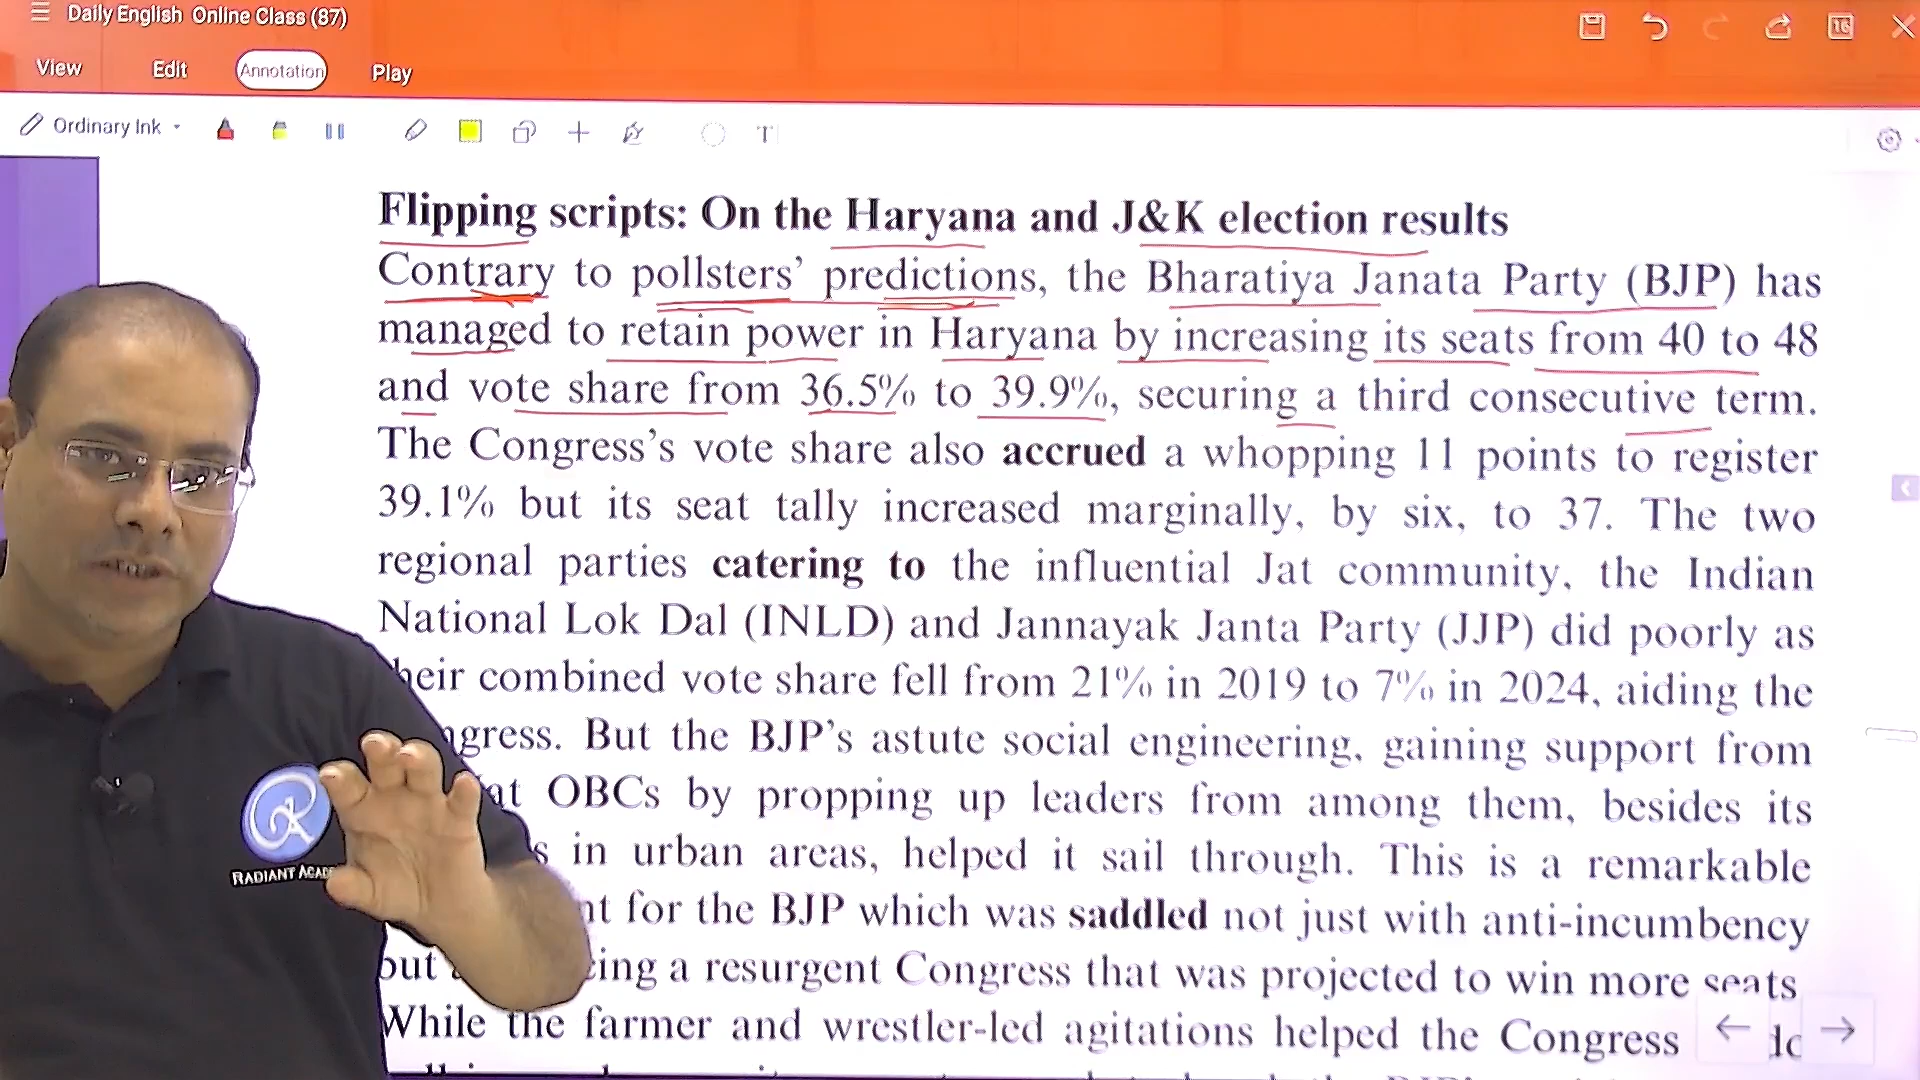 Daily English Online Class (87)
16
View Edit Annotation Play
Ordinary Ink
T
Flipping scripts: On the Haryana and J&K election results
Contrary to pollsters’ predictions, the Bharatiya Janata Party (BJP) has
managed to retain power in Haryana by increasing its seats from 40 to 48
and vote share from 36.5% to 39.9%, securing a third consecutive term.
The Congress’s vote share also accrued a whopping 11 points to register
39.1% but its seat tally increased marginally, by six, to 37. The two
regional parties catering to the influential Jat community, the Indian
National Lok Dal (INLD) and Jannayak Janta Party (JJP) did poorly as
heir combined vote share fell from 21% in 2019 to 7% in 2024, aiding the
ngress. But the BJP’s astute social engineering, gaining support from
at OBCs by propping up leaders from among them, besides its
s in urban areas, helped it sail through. This is a remarkable
nt for the BJP which was saddled not just with anti-incumbency
but cing a resurgent Congress that was projected to win more seats
While the farmer and wrestler-led agitations helped the Congress
RADIANT ACAD